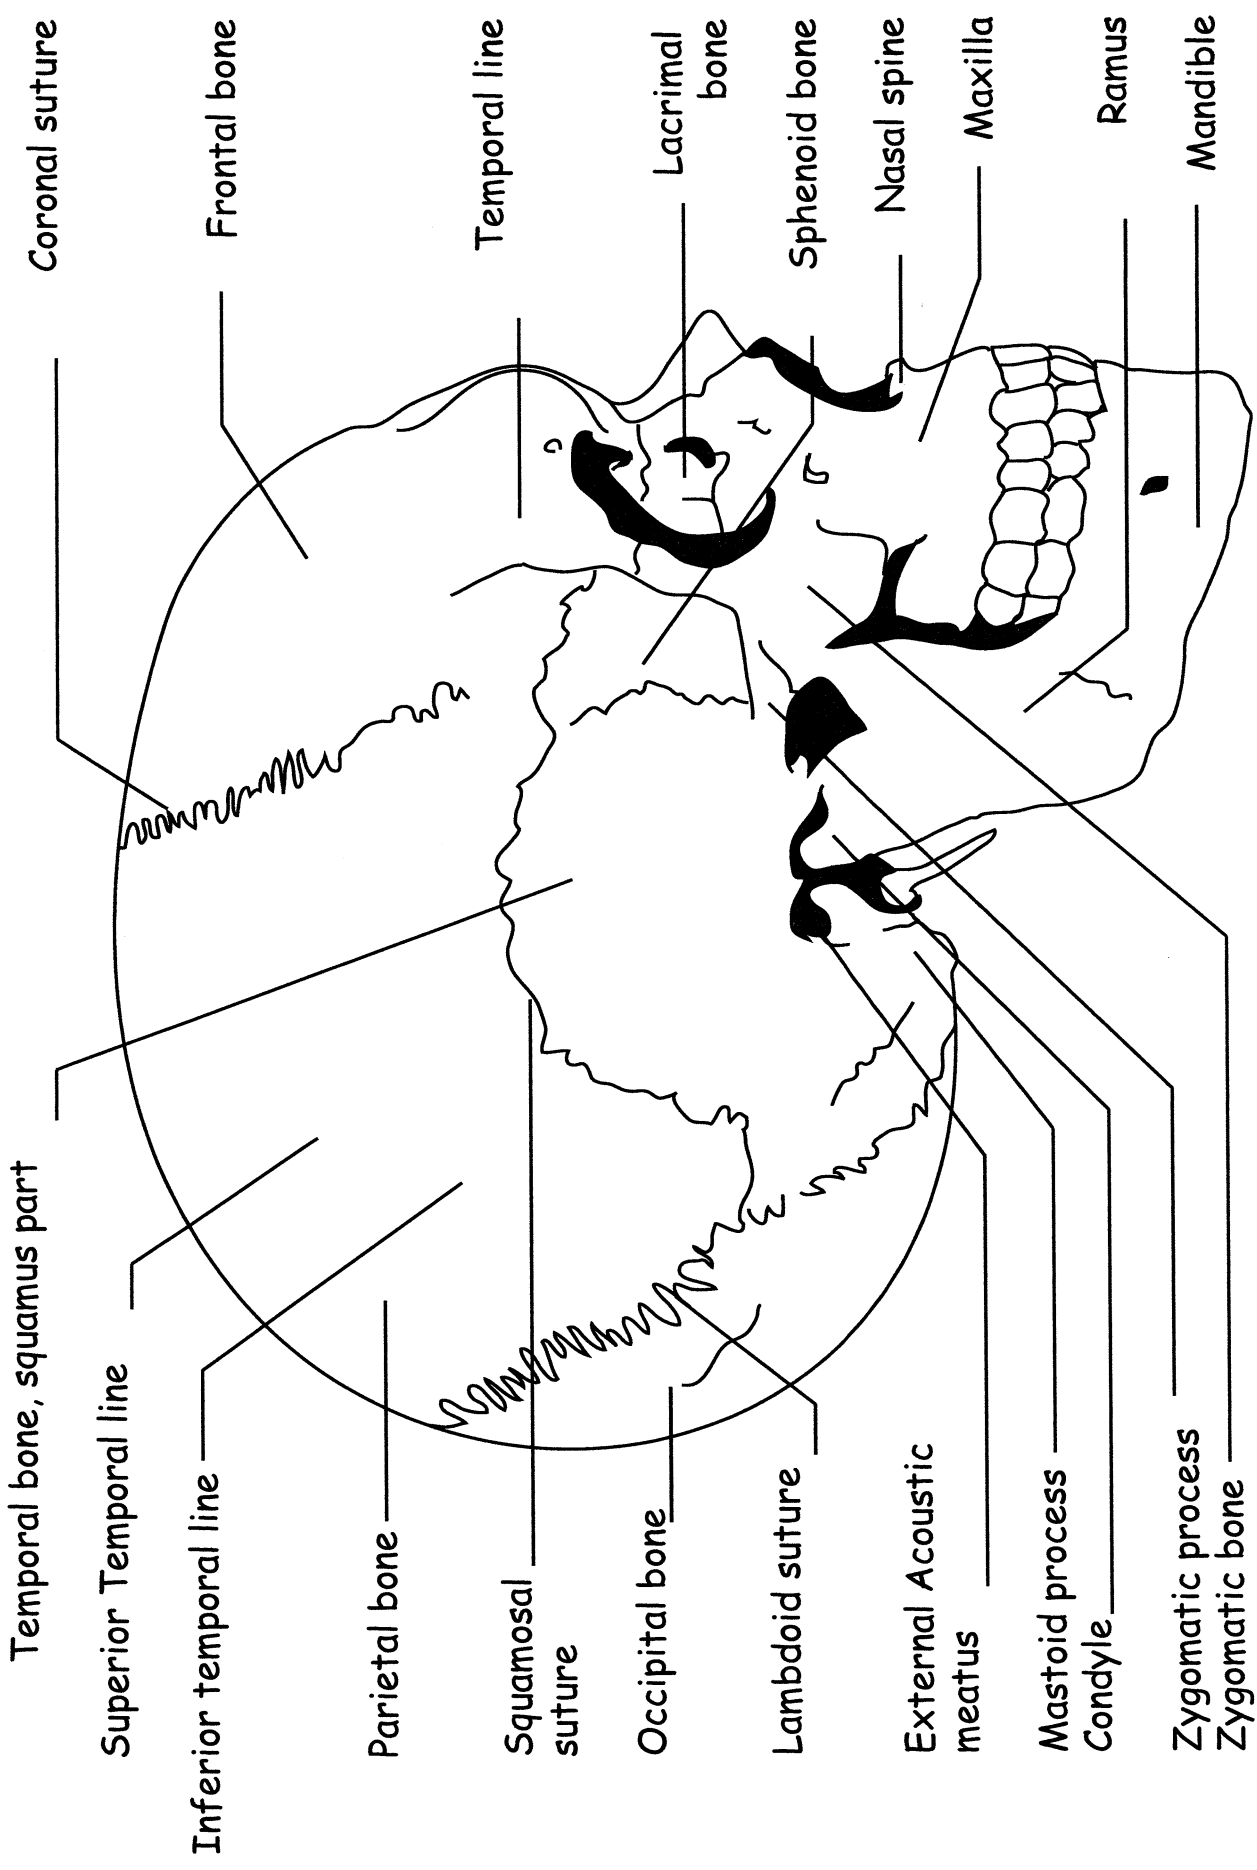 Coronal suture
Frontal bone
Temporal line
Lacrimal
bone
Sphenoid bone
Nasal spine
Maxilla
Ramus
Mandible
Temporal bone, squamus part
Superior Temporal line
Inferior temporal line
Parietal bone
Squamosal
suture
Occipital bone
Lambdoid suture
External Acoustic
meatus
Mastoid process
Condyle
Zygomatic process
Zygomatic bone